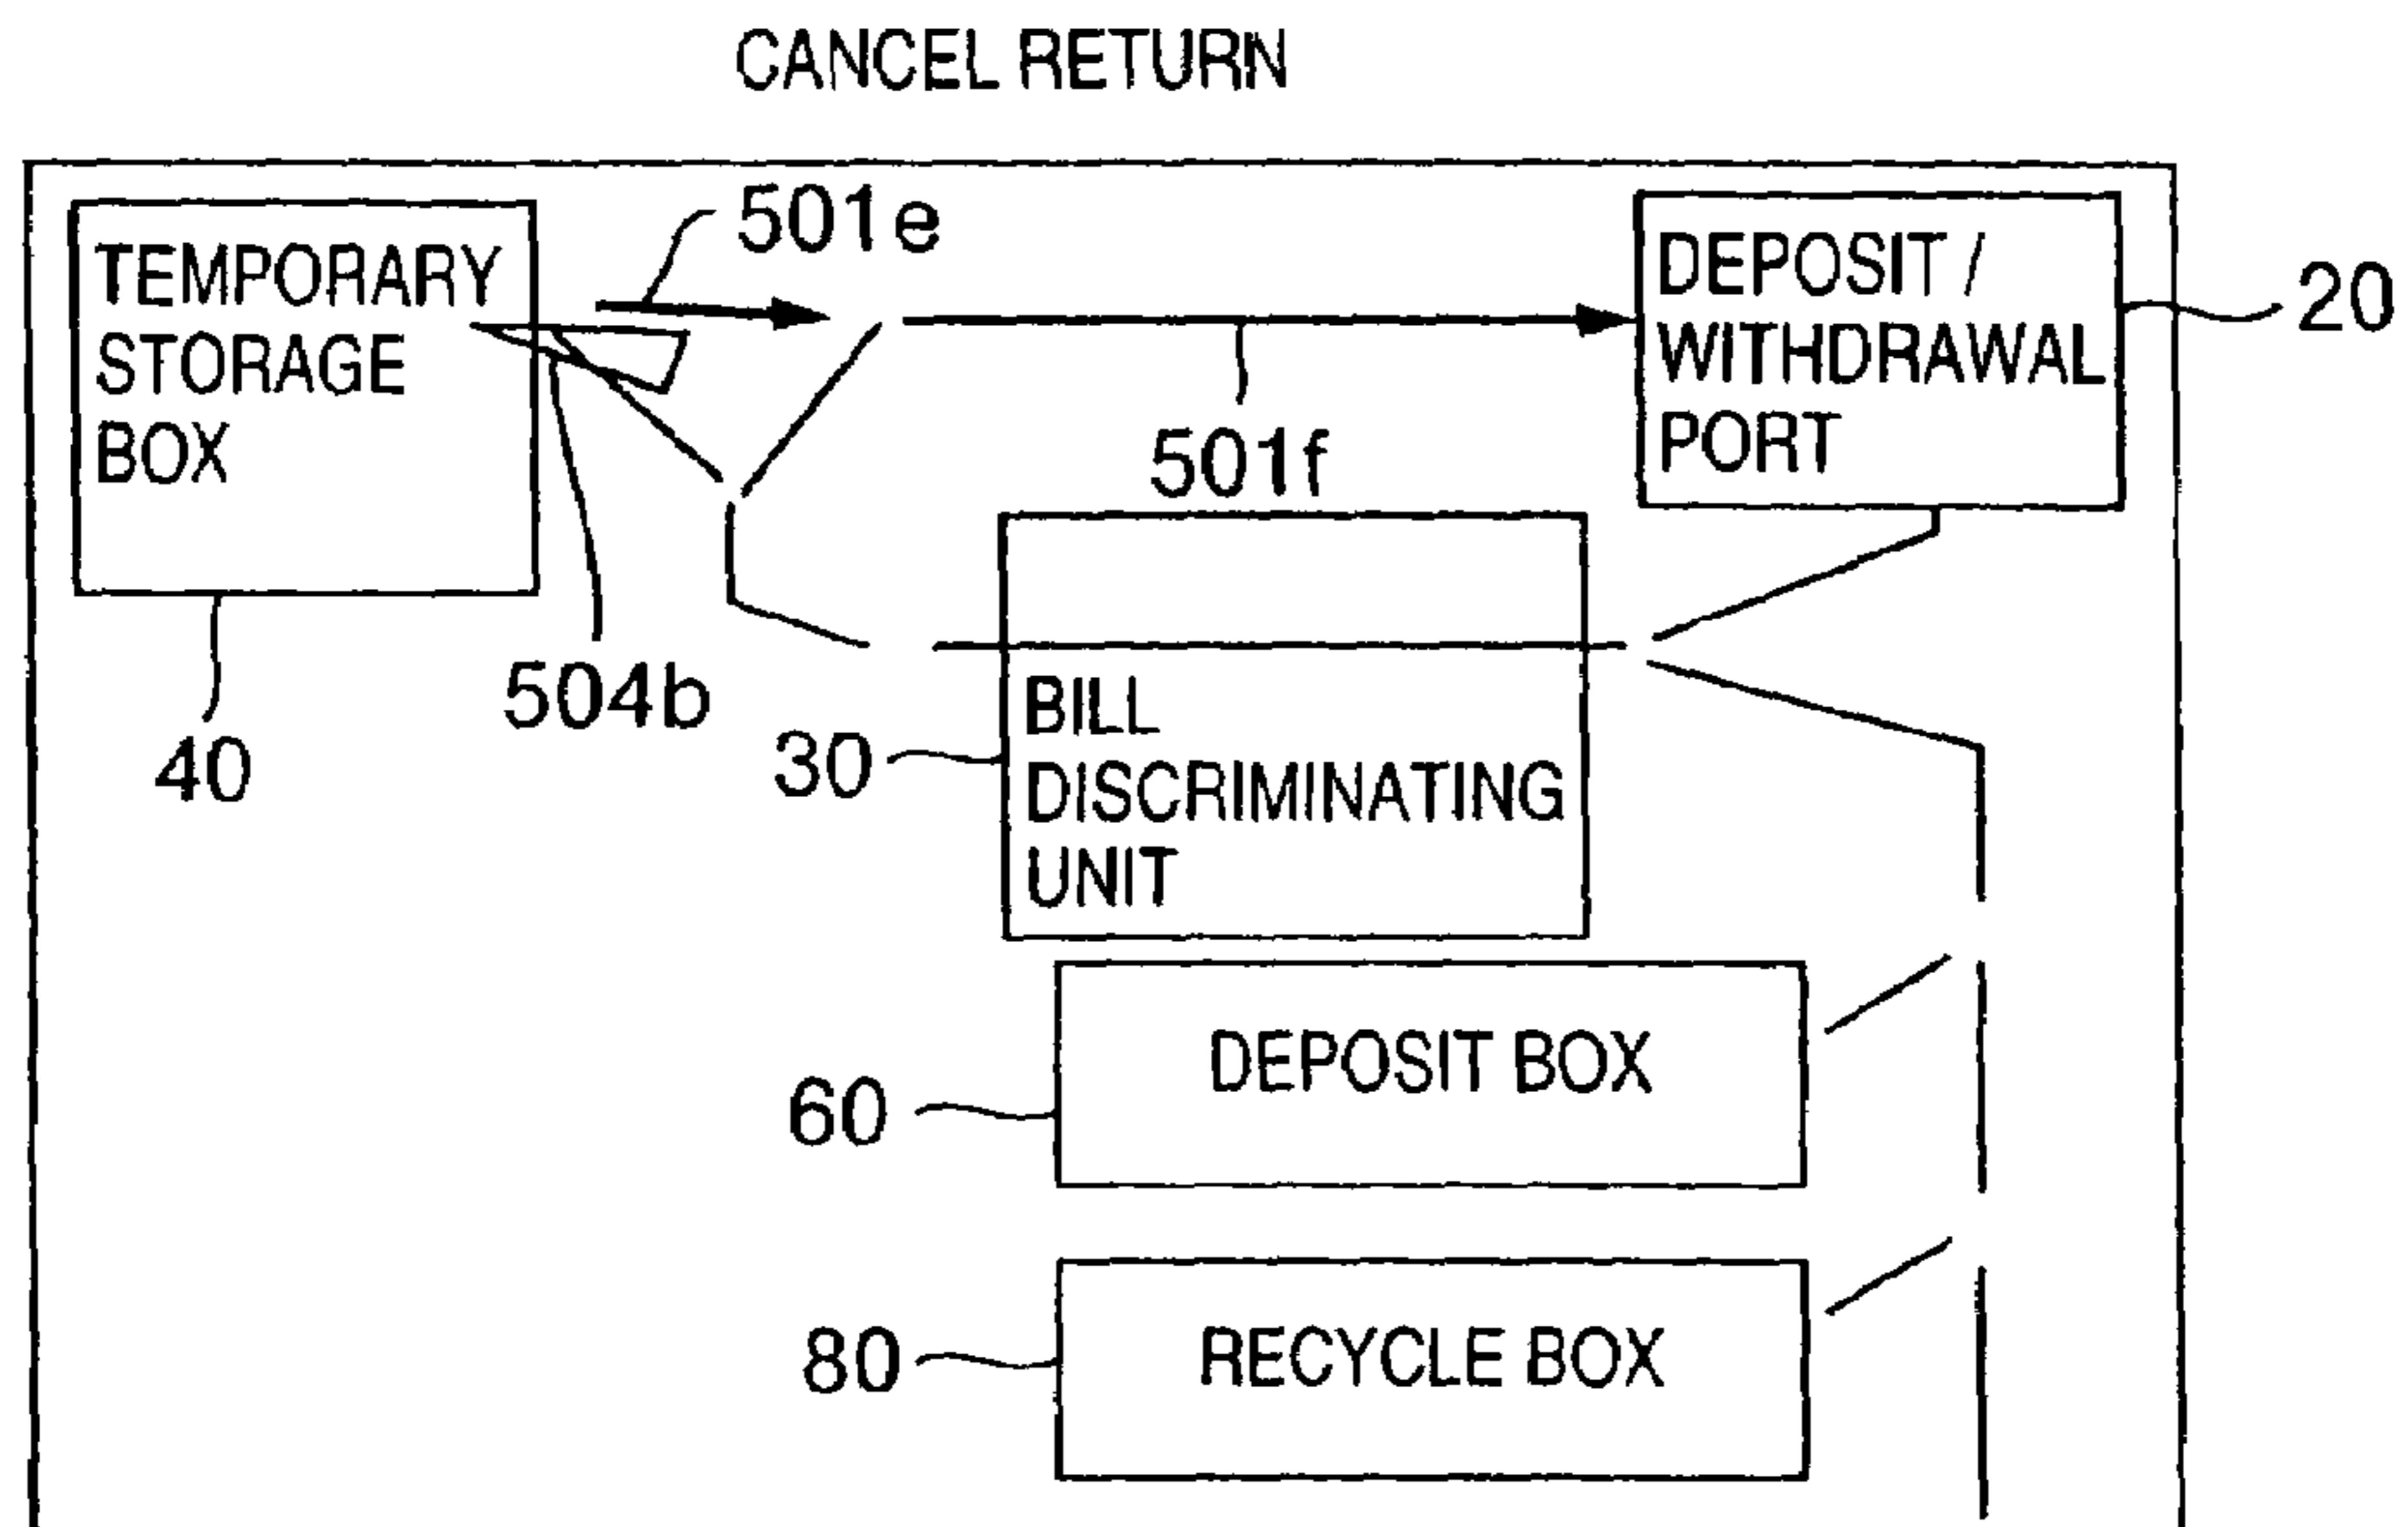 CANCEL RETURN
501e
TEMPORARY
STORAGE
BOX
DEPOSIT /
WITHDRAWAL
PORT
20
501f
504b
40
30
BILL
DISCRIMINATING
UNIT
DEPOSIT BOX
60
RECYCLE BOX
80